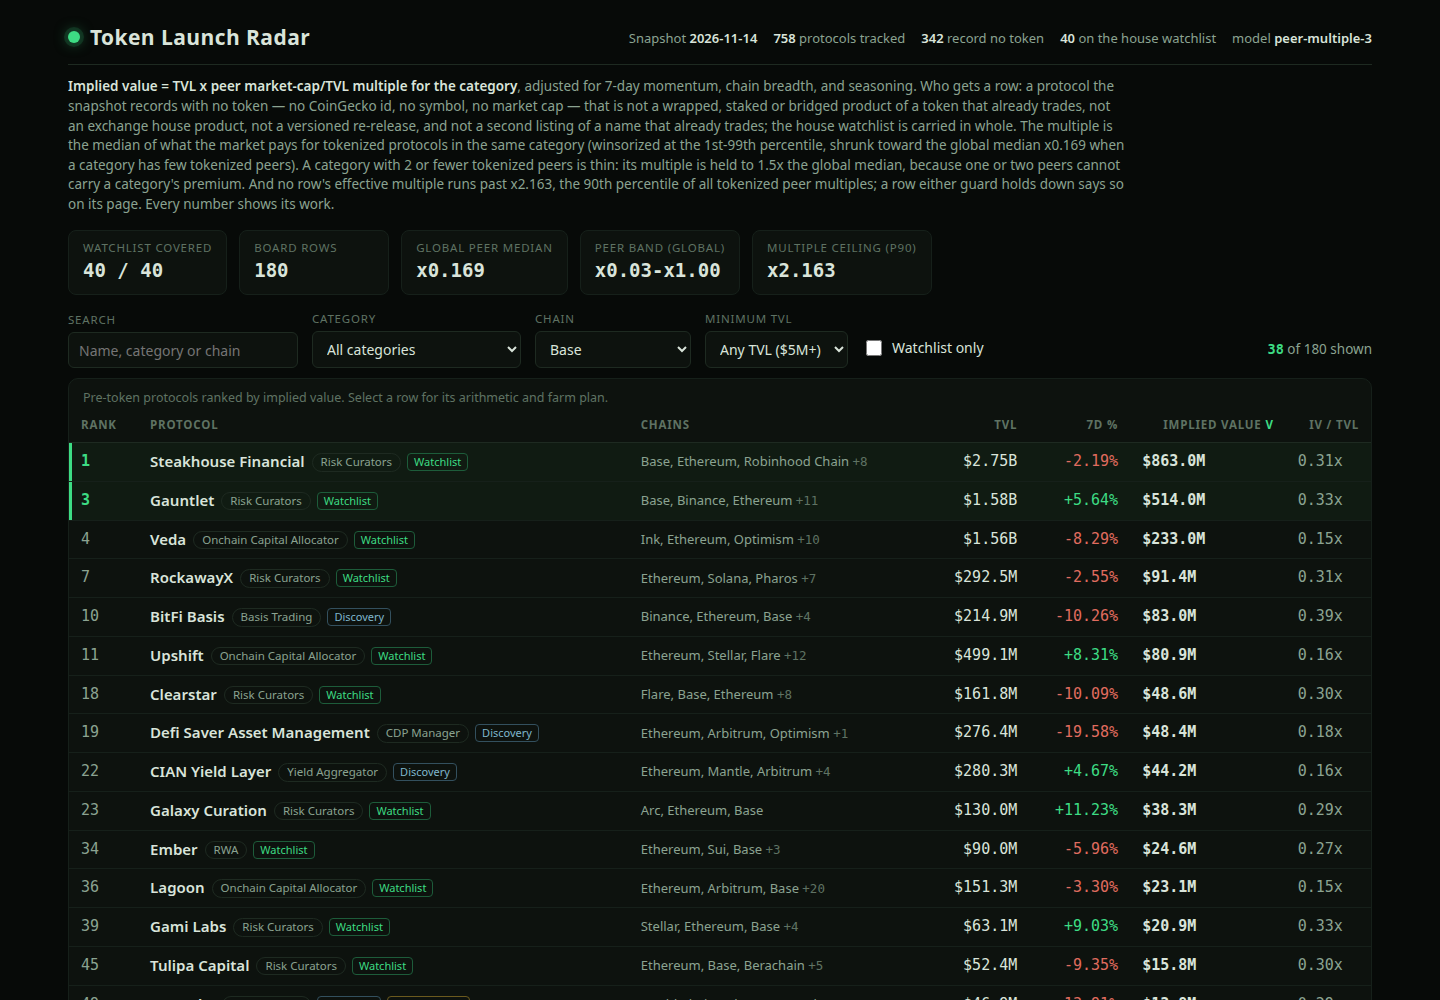 Token Launch Radar
Snapshot 2026-11-14 758 protocols tracked 342 record no token 40 on the house watchlist model peer-multiple-3
Implied value = TVL x peer market-cap/TVL multiple for the category, adjusted for 7-day momentum, chain breadth, and seasoning. Who gets a row: a protocol the
snapshot records with no token — no CoinGecko id, no symbol, no market cap — that is not a wrapped, staked or bridged product of a token that already trades, not
an exchange house product, not a versioned re-release, and not a second listing of a name that already trades; the house watchlist is carried in whole. The multiple is
the median of what the market pays for tokenized protocols in the same category (winsorized at the 1st-99th percentile, shrunk toward the global median x0.169 when
a category has few tokenized peers). A category with 2 or fewer tokenized peers is thin: its multiple is held to 1.5x the global median, because one or two peers cannot
carry a category's premium. And no row's effective multiple runs past x2.163, the 90th percentile of all tokenized peer multiples; a row either guard holds down says so
on its page. Every number shows its work.
WATCHLIST COVERED
40 / 40
BOARD ROWS
180
GLOBAL PEER MEDIAN
x0.169
PEER BAND (GLOBAL)
x0.03-x1.00
MULTIPLE CEILING (P90)
x2.163
SEARCH
Name, category or chain
CATEGORY
All categories
CHAIN
Base
MINIMUM TVL
Any TVL ($5M+)
Watchlist only
38 of 180 shown
Pre-token protocols ranked by implied value. Select a row for its arithmetic and farm plan.
RANK PROTOCOL CHAINS TVL 7D % IMPLIED VALUE V IV / TVL
1 Steakhouse Financial Risk Curators Watchlist Base, Ethereum, Robinhood Chain +8 $2.75B -2.19% $863.0M 0.31x
3 Gauntlet Risk Curators Watchlist Base, Binance, Ethereum +11 $1.58B +5.64% $514.0M 0.33x
4 Veda Onchain Capital Allocator Watchlist Ink, Ethereum, Optimism +10 $1.56B -8.29% $233.0M 0.15x
7 RockawayX Risk Curators Watchlist Ethereum, Solana, Pharos +7 $292.5M -2.55% $91.4M 0.31x
10 BitFi Basis Basis Trading Discovery Binance, Ethereum, Base +4 $214.9M -10.26% $83.0M 0.39x
11 Upshift Onchain Capital Allocator Watchlist Ethereum, Stellar, Flare +12 $499.1M +8.31% $80.9M 0.16x
18 Clearstar Risk Curators Watchlist Flare, Base, Ethereum +8 $161.8M -10.09% $48.6M 0.30x
19 Defi Saver Asset Management CDP Manager Discovery Ethereum, Arbitrum, Optimism +1 $276.4M -19.58% $48.4M 0.18x
22 CIAN Yield Layer Yield Aggregator Discovery Ethereum, Mantle, Arbitrum +4 $280.3M +4.67% $44.2M 0.16x
23 Galaxy Curation Risk Curators Watchlist Arc, Ethereum, Base $130.0M +11.23% $38.3M 0.29x
34 Ember RWA Watchlist Ethereum, Sui, Base +3 $90.0M -5.96% $24.6M 0.27x
36 Lagoon Onchain Capital Allocator Watchlist Ethereum, Arbitrum, Base +20 $151.3M -3.30% $23.1M 0.15x
39 Gami Labs Risk Curators Watchlist Stellar, Ethereum, Base +4 $63.1M +9.03% $20.9M 0.33x
45 Tulipa Capital Risk Curators Watchlist Ethereum, Base, Berachain +5 $52.4M -9.35% $15.8M 0.30x